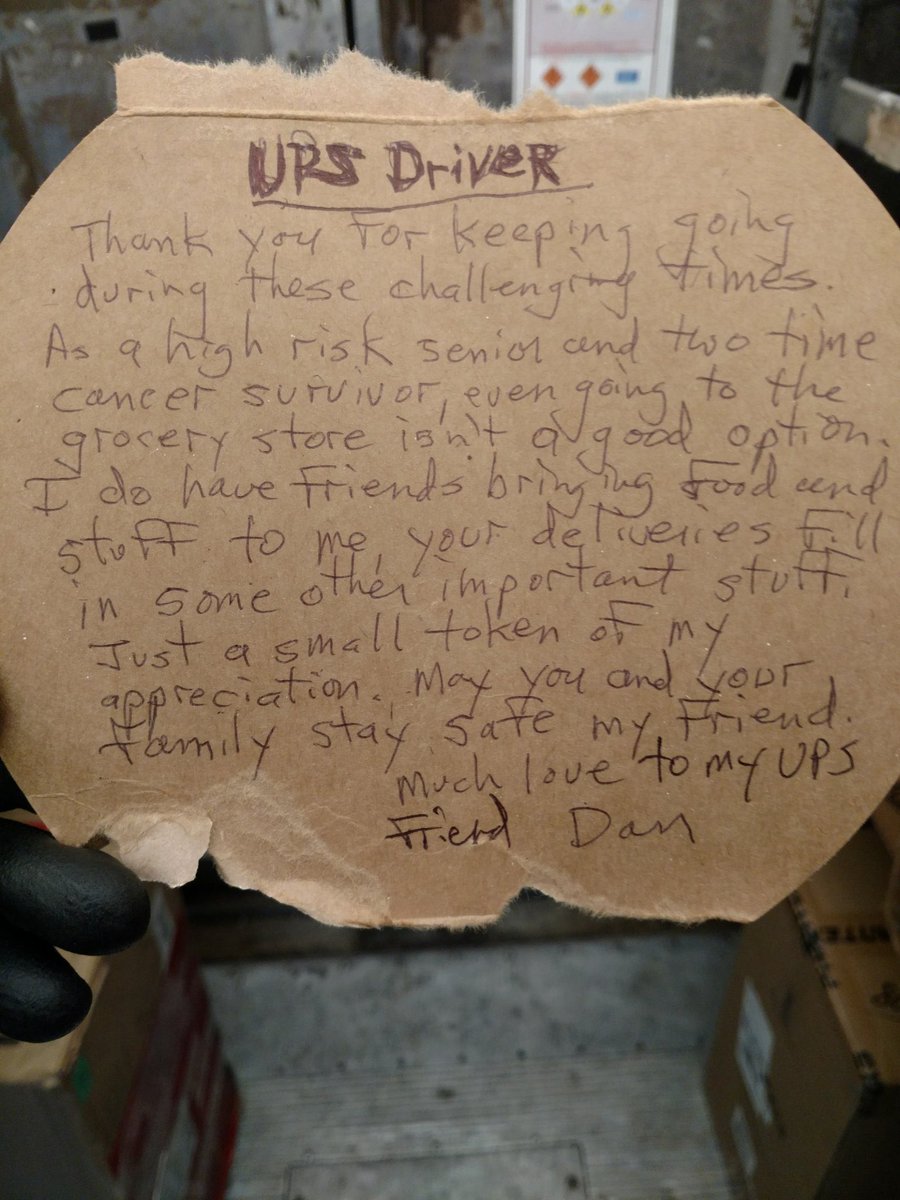 UPS Driver
Thank you For keeping going
during these challenging times.
As a high risk senior and two time
cancer survivor, even going to the
grocery store isn't a good option.
I do have Friends bringing Food and
stuff to me, your deliveries Fill
in some other important stuff.
Just a small token of my
appreciation. May you and your
family stay safe my Friend.
Much love to my UPS
Friend Dan